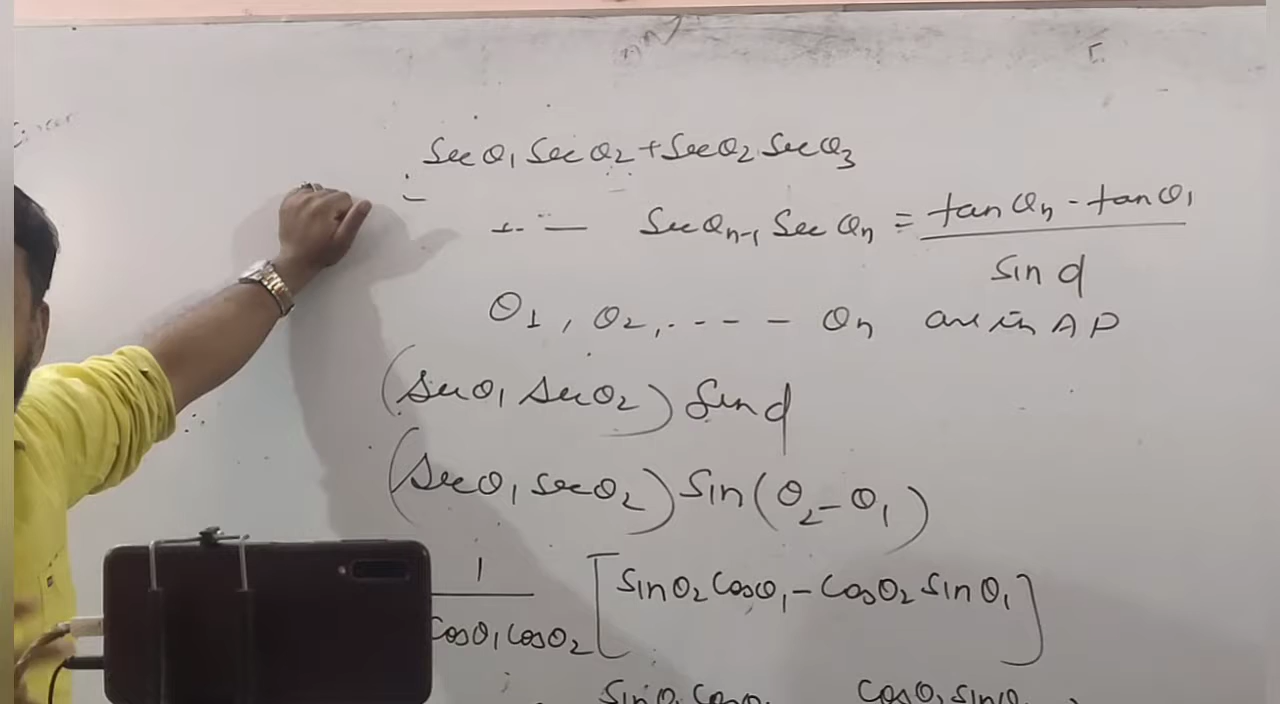 Sec θ₁ Sec θ₂ + Sec θ₂ Sec θ₃
+ ·· — Sec θₙ₋₁ Sec θₙ = (tan θₙ - tan θ₁) / Sin d
θ₁, θ₂, ---- θₙ are in AP
(Sec θ₁ Sec θ₂) Sin d
(Sec θ₁ Sec θ₂) Sin (θ₂ - θ₁)
1 / (Cos θ₁ Cos θ₂) [Sin θ₂ Cos θ₁ - Cos θ₂ Sin θ₁]